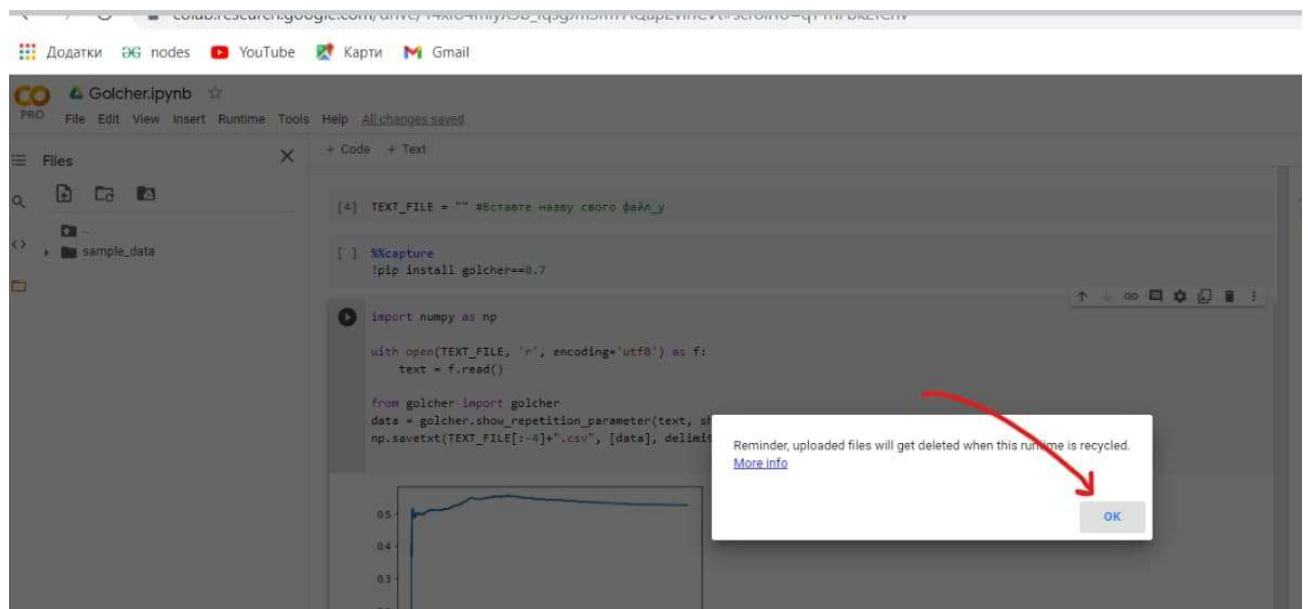 Додатки nodes YouTube Карти Gmail
Golcher.ipynb
PRO
File Edit View Insert Runtime Tools Help All changes saved
Files
+ Code + Text
..
sample_data
[4] TEXT_FILE = "" #Вставте назву свого файл_у
[ ] %%capture
!pip install golcher==0.7
import numpy as np
with open(TEXT_FILE, 'r', encoding='utf8') as f:
text = f.read()
from golcher import golcher
data = golcher.show_repetition_parameter(text,
np.savetxt(TEXT_FILE[:-4]+".csv", [data],
Reminder, uploaded files will get deleted when this runtime is recycled.
More info
OK
0.5
0.4
0.3